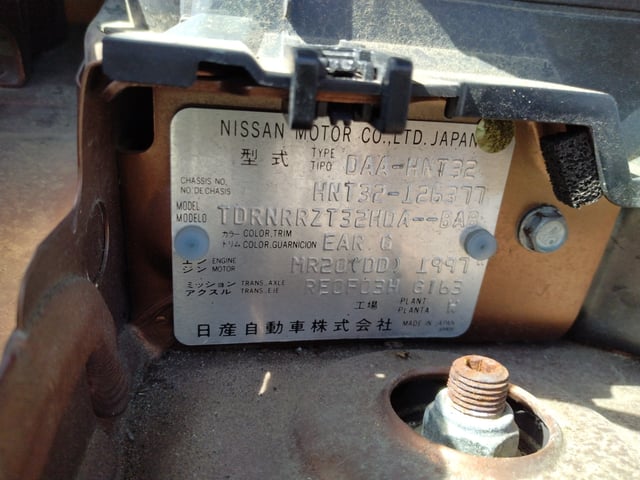 NISSAN MOTOR CO.,LTD. JAPAN
型式 TYPE TIPO DAA-HNT32
CHASSIS NO. NO. DE CHASIS HNT32-126377
MODEL MODELO TDRNRRZT32HDA--BAB
カラー COLOR,TRIM トリム COLOR,GUARNICION EAR G
エンジン ENGINE MOTOR MR20(DD) 1997
ミッション アクスル TRANS.AXLE TRANS.EJE RE0F03H GI63
工場 PLANT PLANTA K
日産自動車株式会社 MADE IN JAPAN